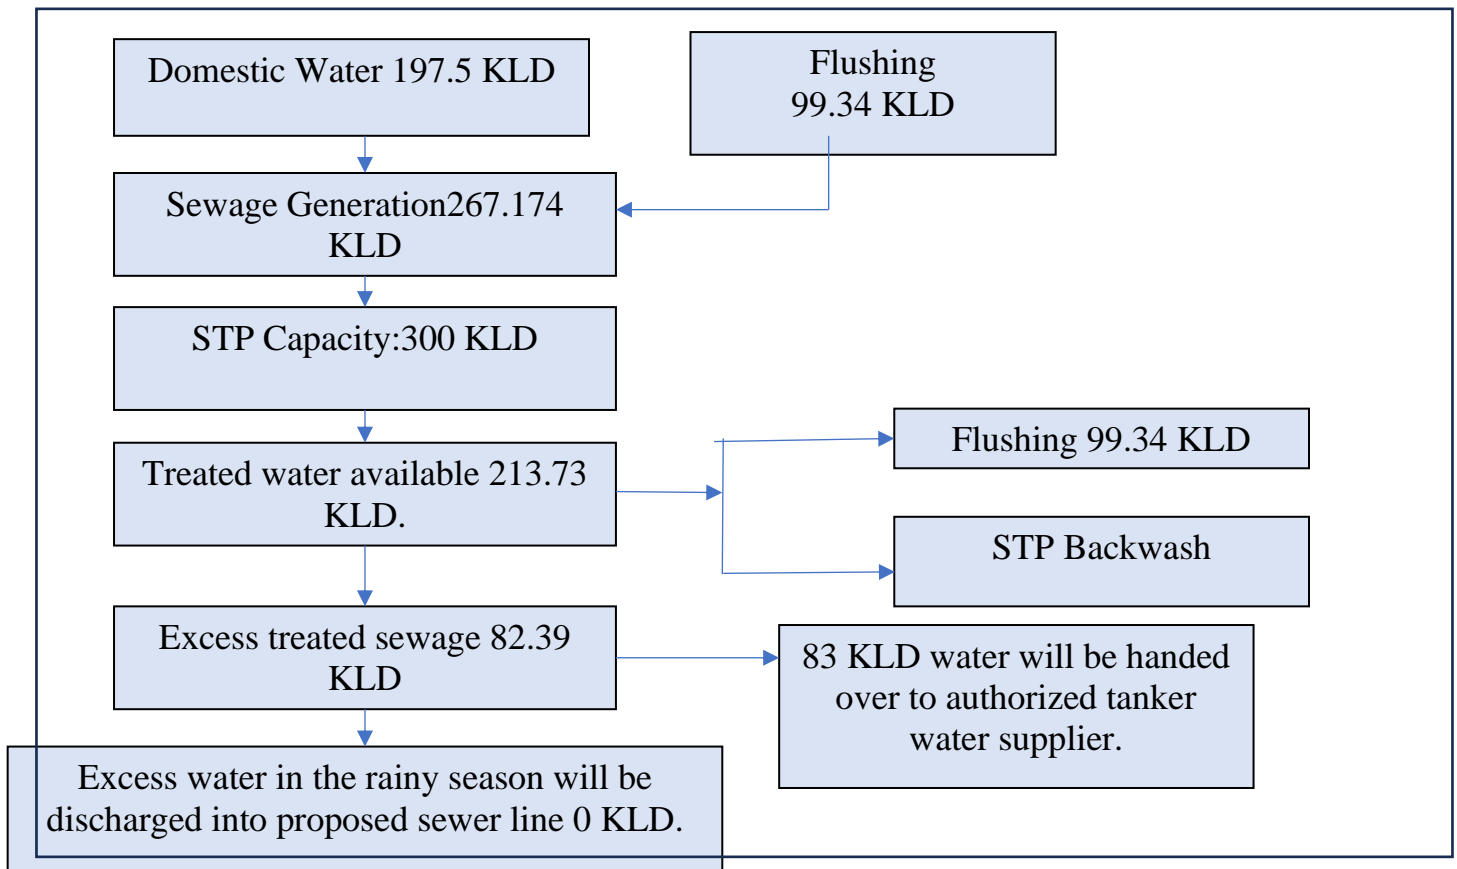 Domestic Water 197.5 KLD
Flushing
99.34 KLD
Sewage Generation267.174
KLD
STP Capacity:300 KLD
Treated water available 213.73
KLD.
Flushing 99.34 KLD
STP Backwash
Excess treated sewage 82.39
KLD
83 KLD water will be handed
over to authorized tanker
water supplier.
Excess water in the rainy season will be
discharged into proposed sewer line 0 KLD.